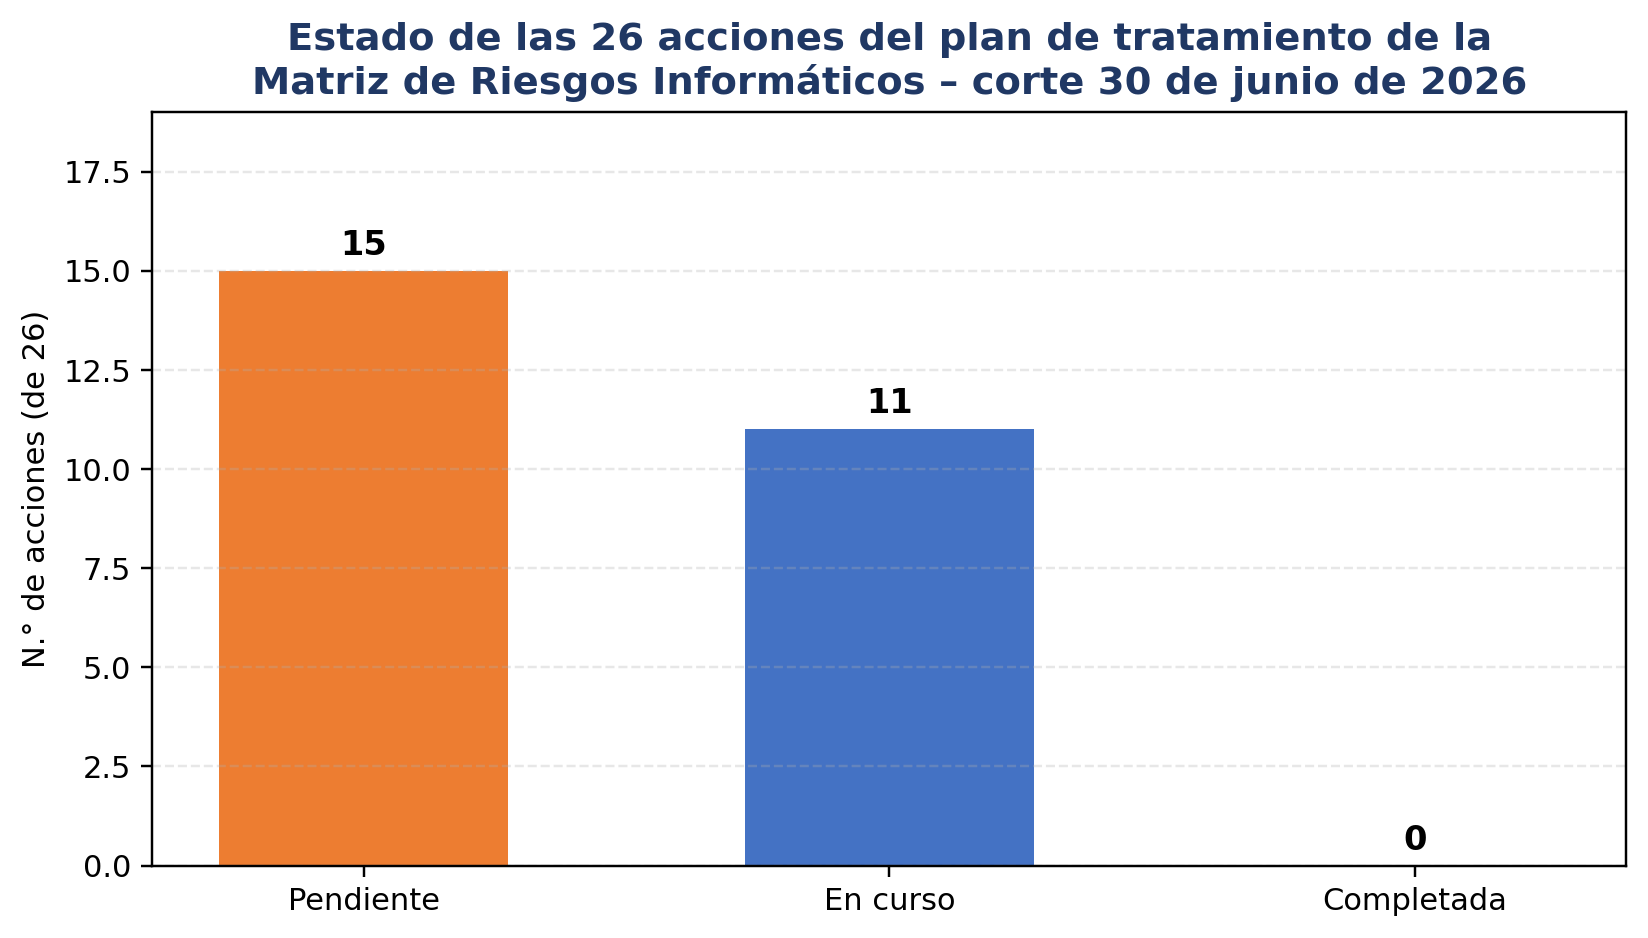 Estado de las 26 acciones del plan de tratamiento de la
Matriz de Riesgos Informáticos – corte 30 de junio de 2026
N.° de acciones (de 26)
17.5
15.0
12.5
10.0
7.5
5.0
2.5
0.0
15
11
0
Pendiente
En curso
Completada